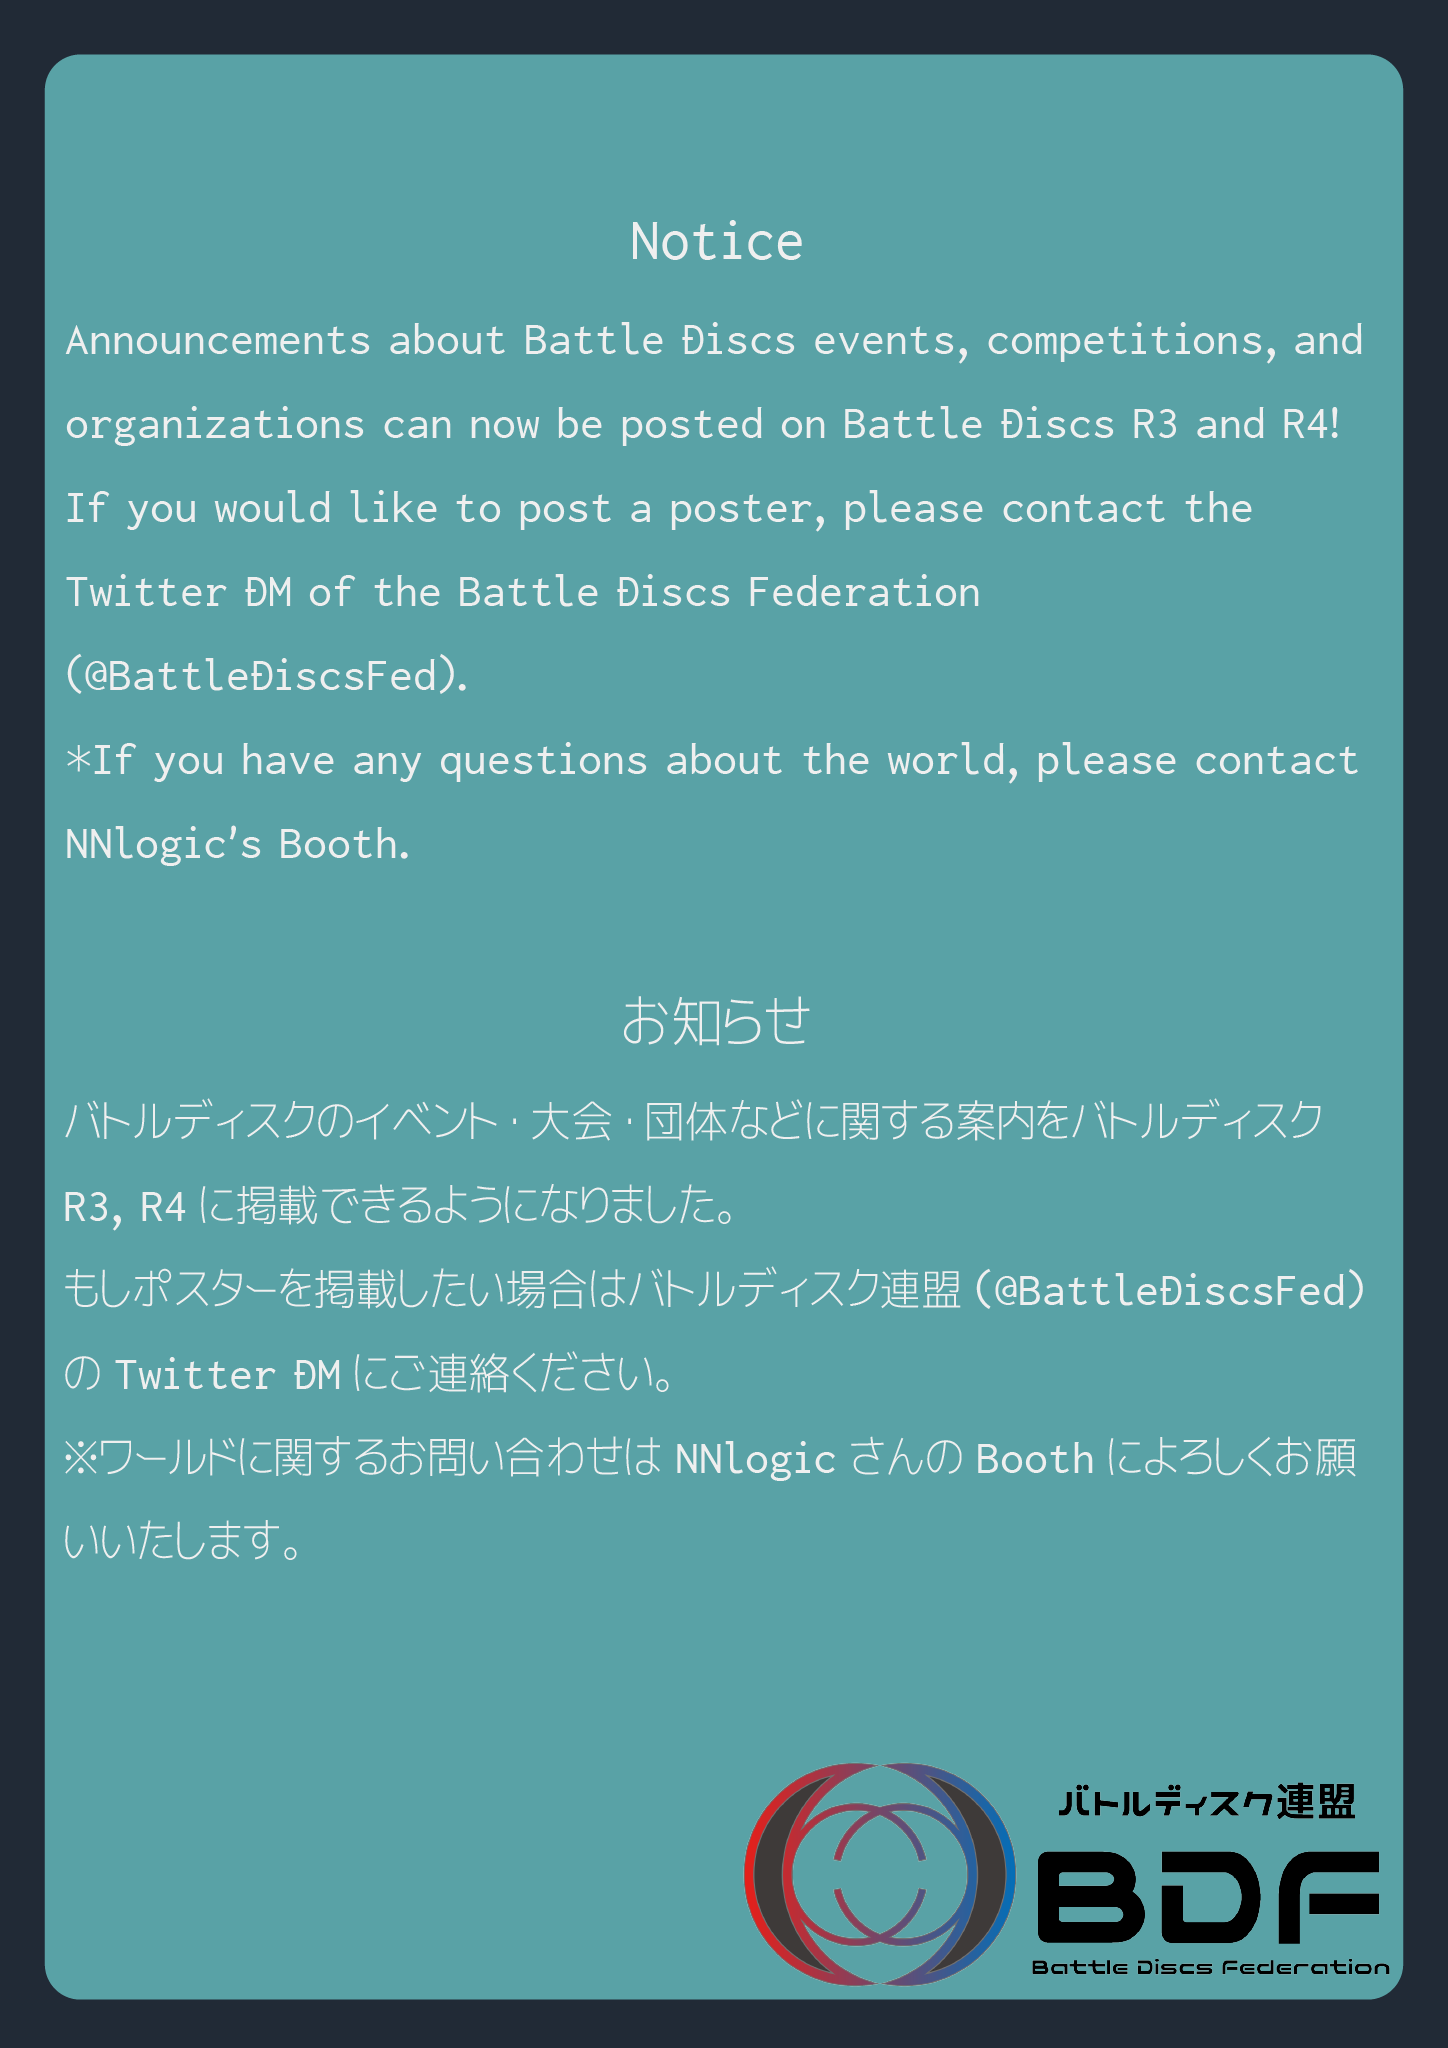 Notice
Announcements about Battle Discs events, competitions, and
organizations can now be posted on Battle Discs R3 and R4!
If you would like to post a poster, please contact the
Twitter DM of the Battle Discs Federation
(@BattleDiscsFed).
*If you have any questions about the world, please contact
NNlogic's Booth.
お知らせ
バトルディスクのイベント・大会・団体などに関する案内をバトルディスク
R3, R4 に掲載できるようになりました。
もしポスターを掲載したい場合はバトルディスク連盟 (@BattleDiscsFed)
の Twitter DM にご連絡ください。
※ワールドに関するお問い合わせは NNlogic さんの Booth によろしくお願
いいたします。
バトルディスク連盟
BDF
Battle Discs Federation